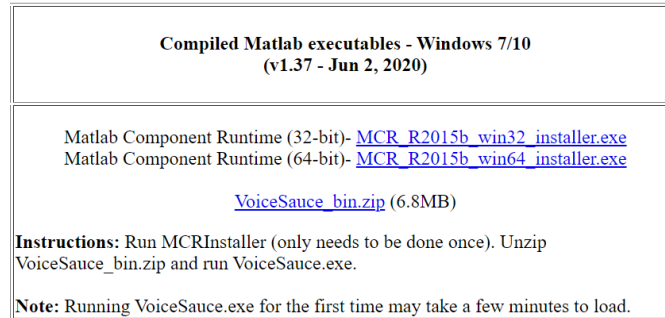 Compiled Matlab executables - Windows 7/10
(v1.37 - Jun 2, 2020)
Matlab Component Runtime (32-bit)- MCR_R2015b_win32_installer.exe
Matlab Component Runtime (64-bit)- MCR_R2015b_win64_installer.exe
VoiceSauce_bin.zip (6.8MB)
Instructions: Run MCRInstaller (only needs to be done once). Unzip
VoiceSauce_bin.zip and run VoiceSauce.exe.
Note: Running VoiceSauce.exe for the first time may take a few minutes to load.